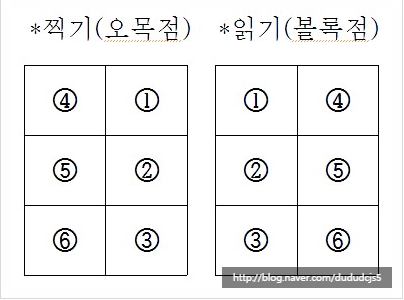 *찍기(오목점) *읽기(볼록점)
④ ① ① ④
⑤ ② ② ⑤
⑥ ③ ③ ⑥
http://blog.naver.com/dududcjs5